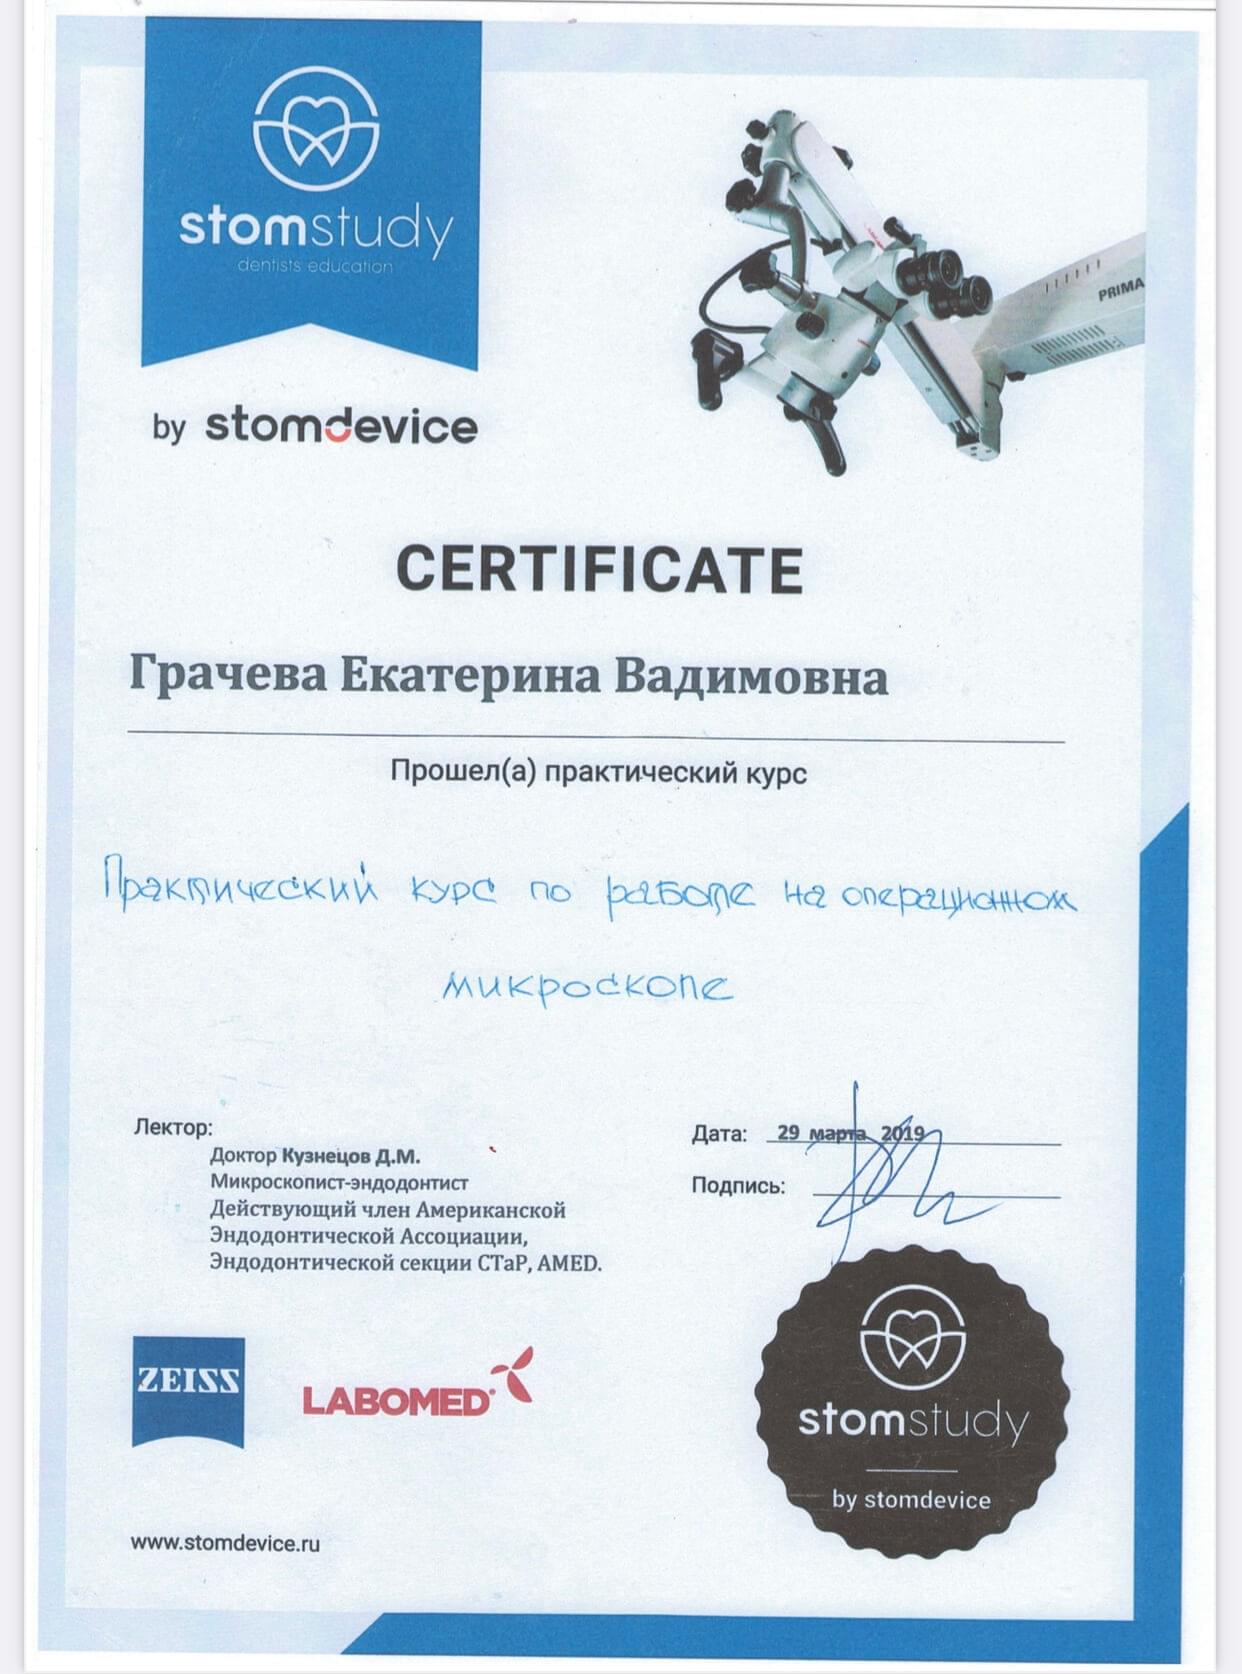 stomstudy
dentists education
by stomdevice
PRIMA
CERTIFICATE
Грачева Екатерина Вадимовна
Прошел(а) практический курс
Практический курс по работе на операционном
микроскопе
Лектор:
Доктор Кузнецов Д.М.
Микроскопист-эндодонтист
Действующий член Американской
Эндодонтической Ассоциации,
Эндодонтической секции СТаР, AMED.
Дата: 29 марта 2019
Подпись:
ZEISS
LABOMED
stomstudy
by stomdevice
www.stomdevice.ru